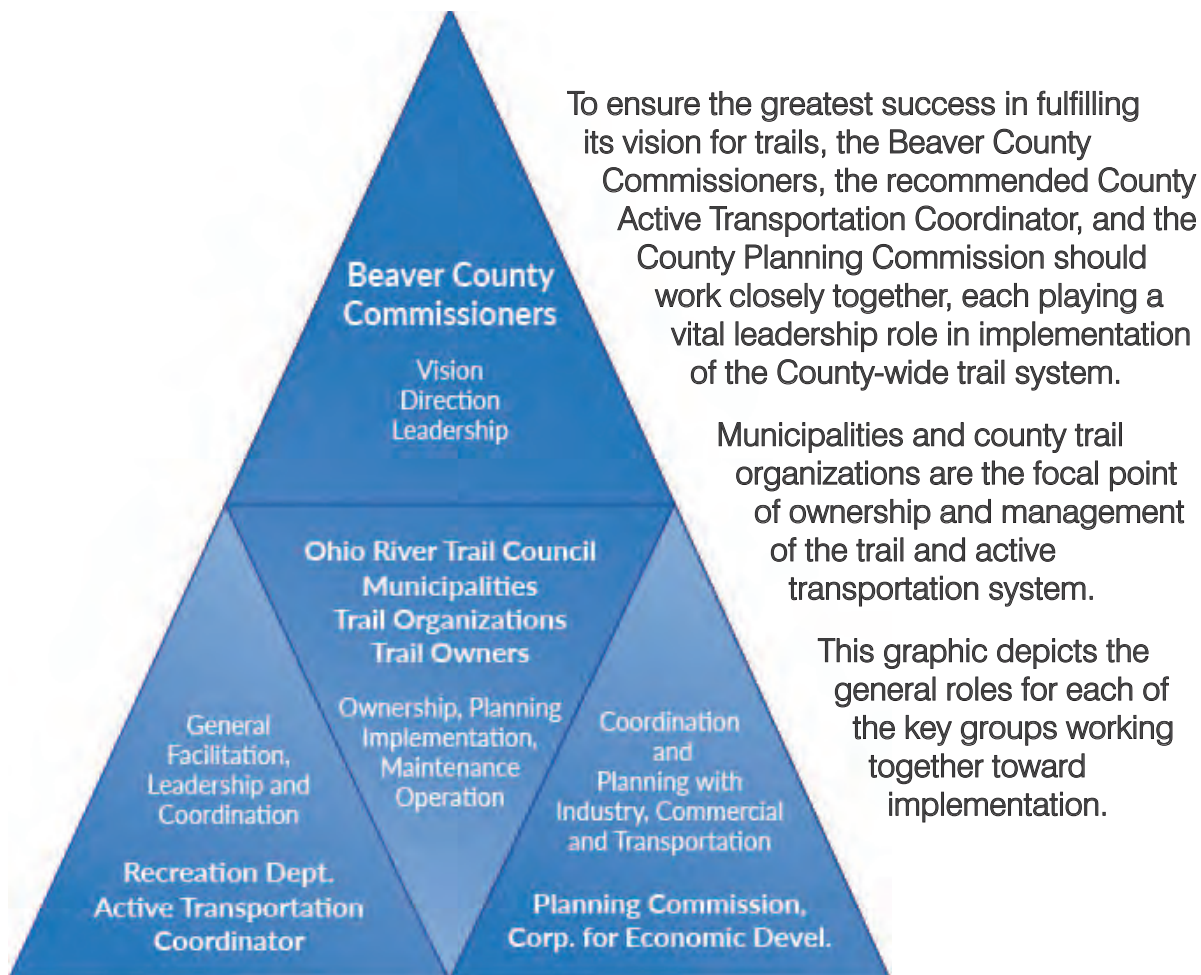 Beaver County
Commissioners
Vision
Direction
Leadership
Ohio River Trail Council
Municipalities
Trail Organizations
Trail Owners
Ownership, Planning
Implementation,
Maintenance
Operation
General
Facilitation,
Leadership and
Coordination
Recreation Dept.
Active Transportation
Coordinator
Coordination
and
Planning with
Industry, Commercial
and Transportation
Planning Commission,
Corp. for Economic Devel.
To ensure the greatest success in fulfilling
its vision for trails, the Beaver County
Commissioners, the recommended County
Active Transportation Coordinator, and the
County Planning Commission should
work closely together, each playing a
vital leadership role in implementation
of the County-wide trail system.
Municipalities and county trail
organizations are the focal point
of ownership and management
of the trail and active
transportation system.
This graphic depicts the
general roles for each of
the key groups working
together toward
implementation.